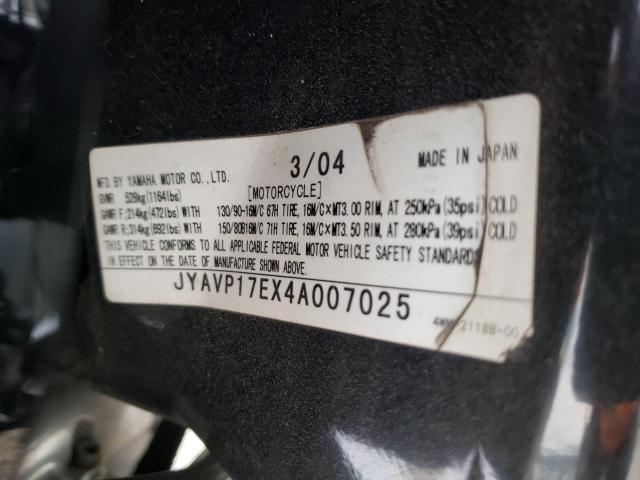 MFD. BY YAMAHA MOTOR CO.,LTD. 3/04 MADE IN JAPAN
GVWR 529kg(1164lbs) [MOTORCYCLE]
GAWR F:214kg(472lbs) WITH 130/90-16M/C 67H TIRE, 16M/C×MT3.00 RIM, AT 250kPa(35psi)COLD
GAWR R:314kg(692lbs) WITH 150/80B16M/C 71H TIRE, 16M/C×MT3.50 RIM, AT 280kPa(39psi)COLD
THIS VEHICLE CONFORMS TO ALL APPLICABLE FEDERAL MOTOR VEHICLE SAFETY STANDARDS
IN EFFECT ON THE DATE OF MANUFACTURE SHOWN ABOVE.
JYAVP17EX4A007025